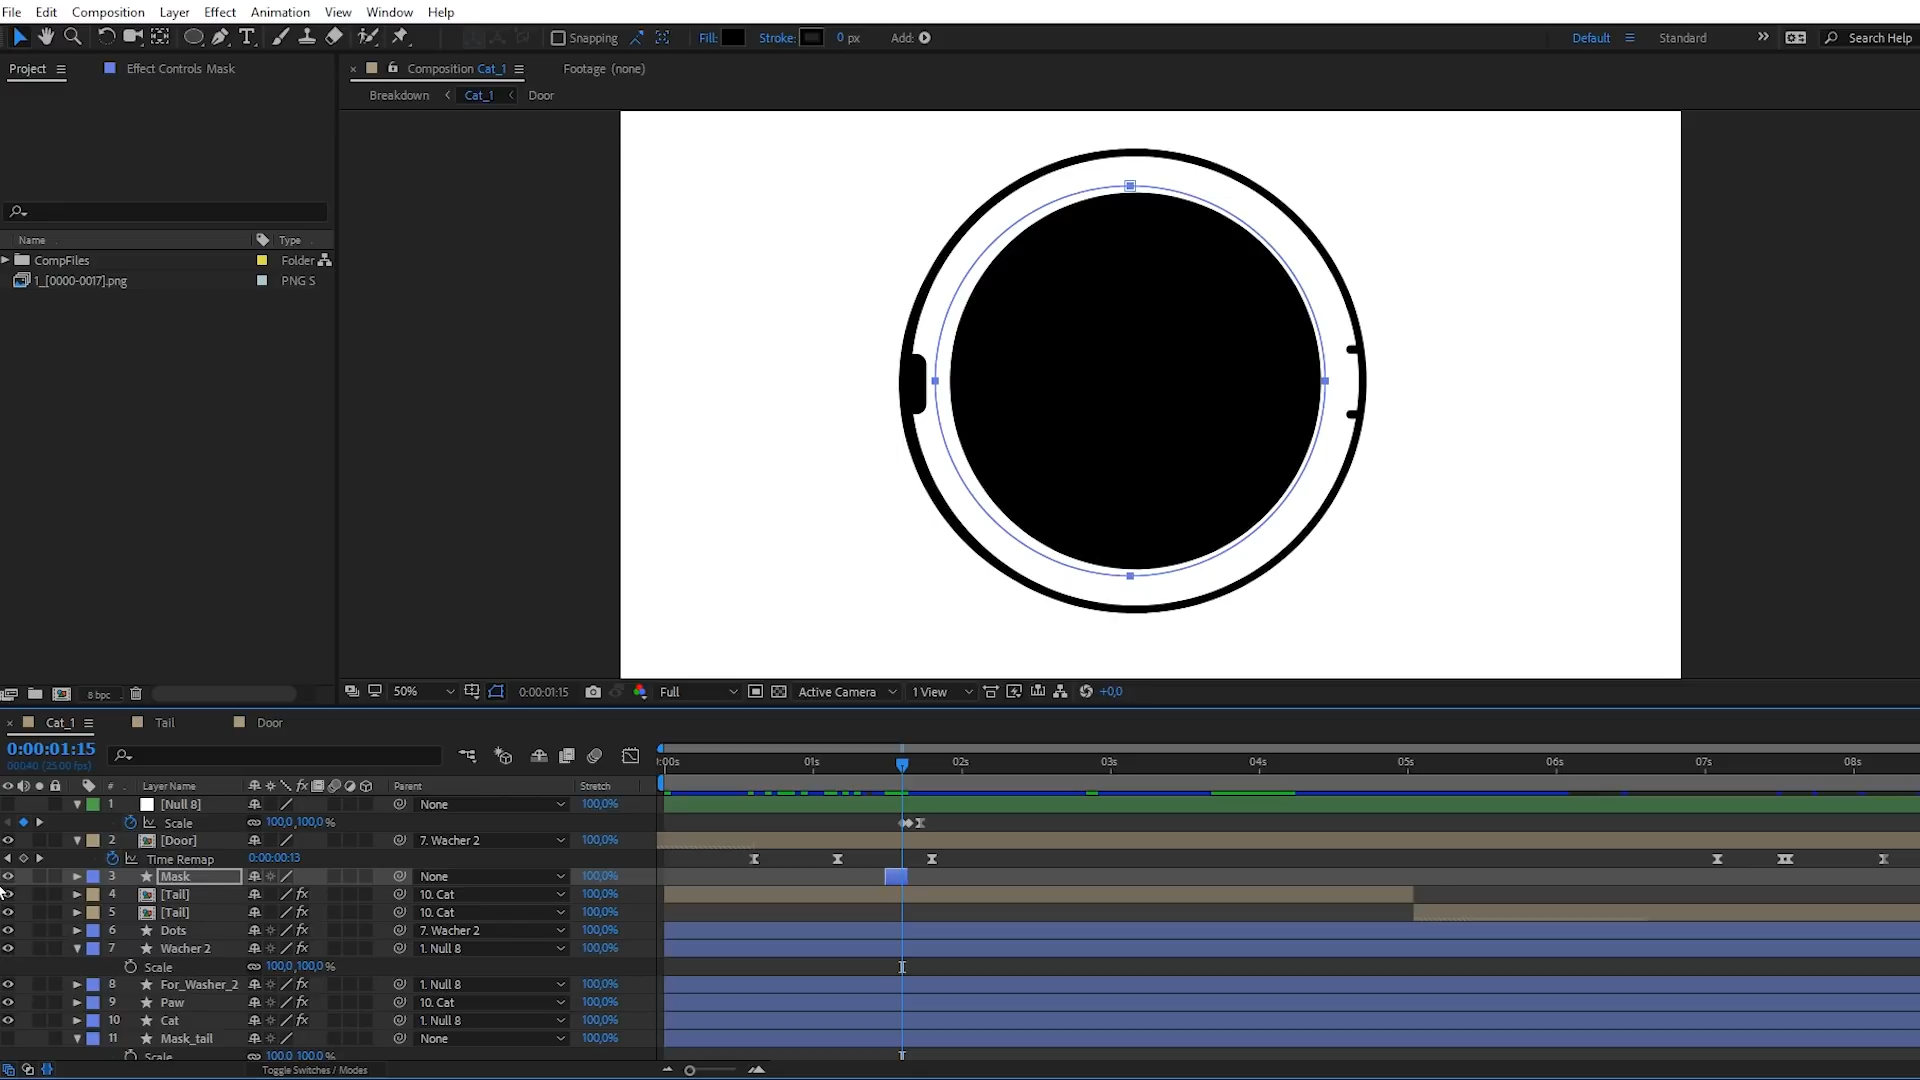 File Edit Composition Layer Effect Animation View Window Help
Snapping Fill: Stroke: 0 px Add: Default Standard Search Help
Project Effect Controls Mask Composition Cat_1 Footage (none)
Breakdown Cat_1 Door
Name Type
CompFiles Folder
1_[0000-0017].png PNG S
8 bpc 50% 0:00:01:15 Full Active Camera 1 View +0,0
Cat_1 Tail Door
0:00:01:15
00040 (25.00 fps)
:00s 01s 02s 03s 04s 05s 06s 07s 08s
# Layer Name Parent Stretch
1 [Null 8] None 100,0%
Scale 100,0,100,0%
2 [Door] 7. Wacher 2 100,0%
Time Remap 0:00:00:13
3 Mask None 100,0%
4 [Tail] 10. Cat 100,0%
5 [Tail] 10. Cat 100,0%
6 Dots 7. Wacher 2 100,0%
7 Wacher 2 1. Null 8 100,0%
Scale 100,0,100,0%
8 For_Washer_2 1. Null 8 100,0%
9 Paw 10. Cat 100,0%
10 Cat 1. Null 8 100,0%
11 Mask_tail None 100,0%
Scale 100,0,100,0%
Toggle Switches / Modes